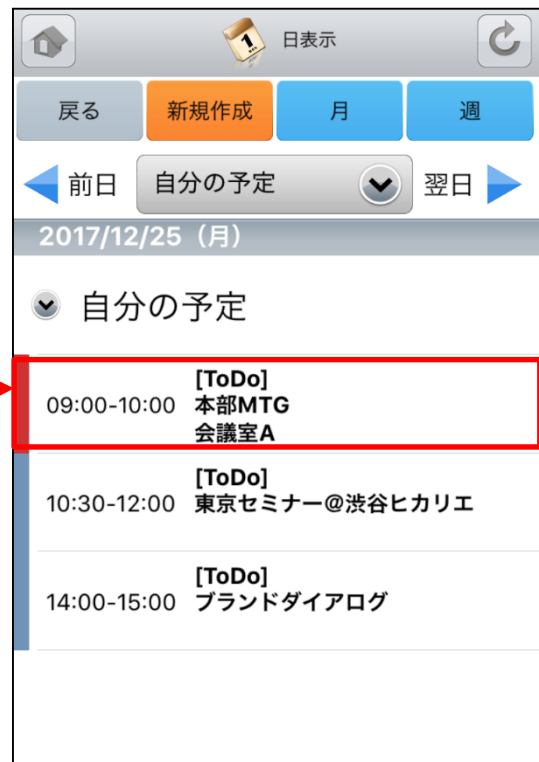 1
日表示
戻る
新規作成
月
週
前日
自分の予定
翌日
2017/12/25（月）
自分の予定
09:00-10:00
[ToDo]
本部MTG
会議室A
10:30-12:00
[ToDo]
東京セミナー@渋谷ヒカリエ
14:00-15:00
[ToDo]
ブランドダイアログ